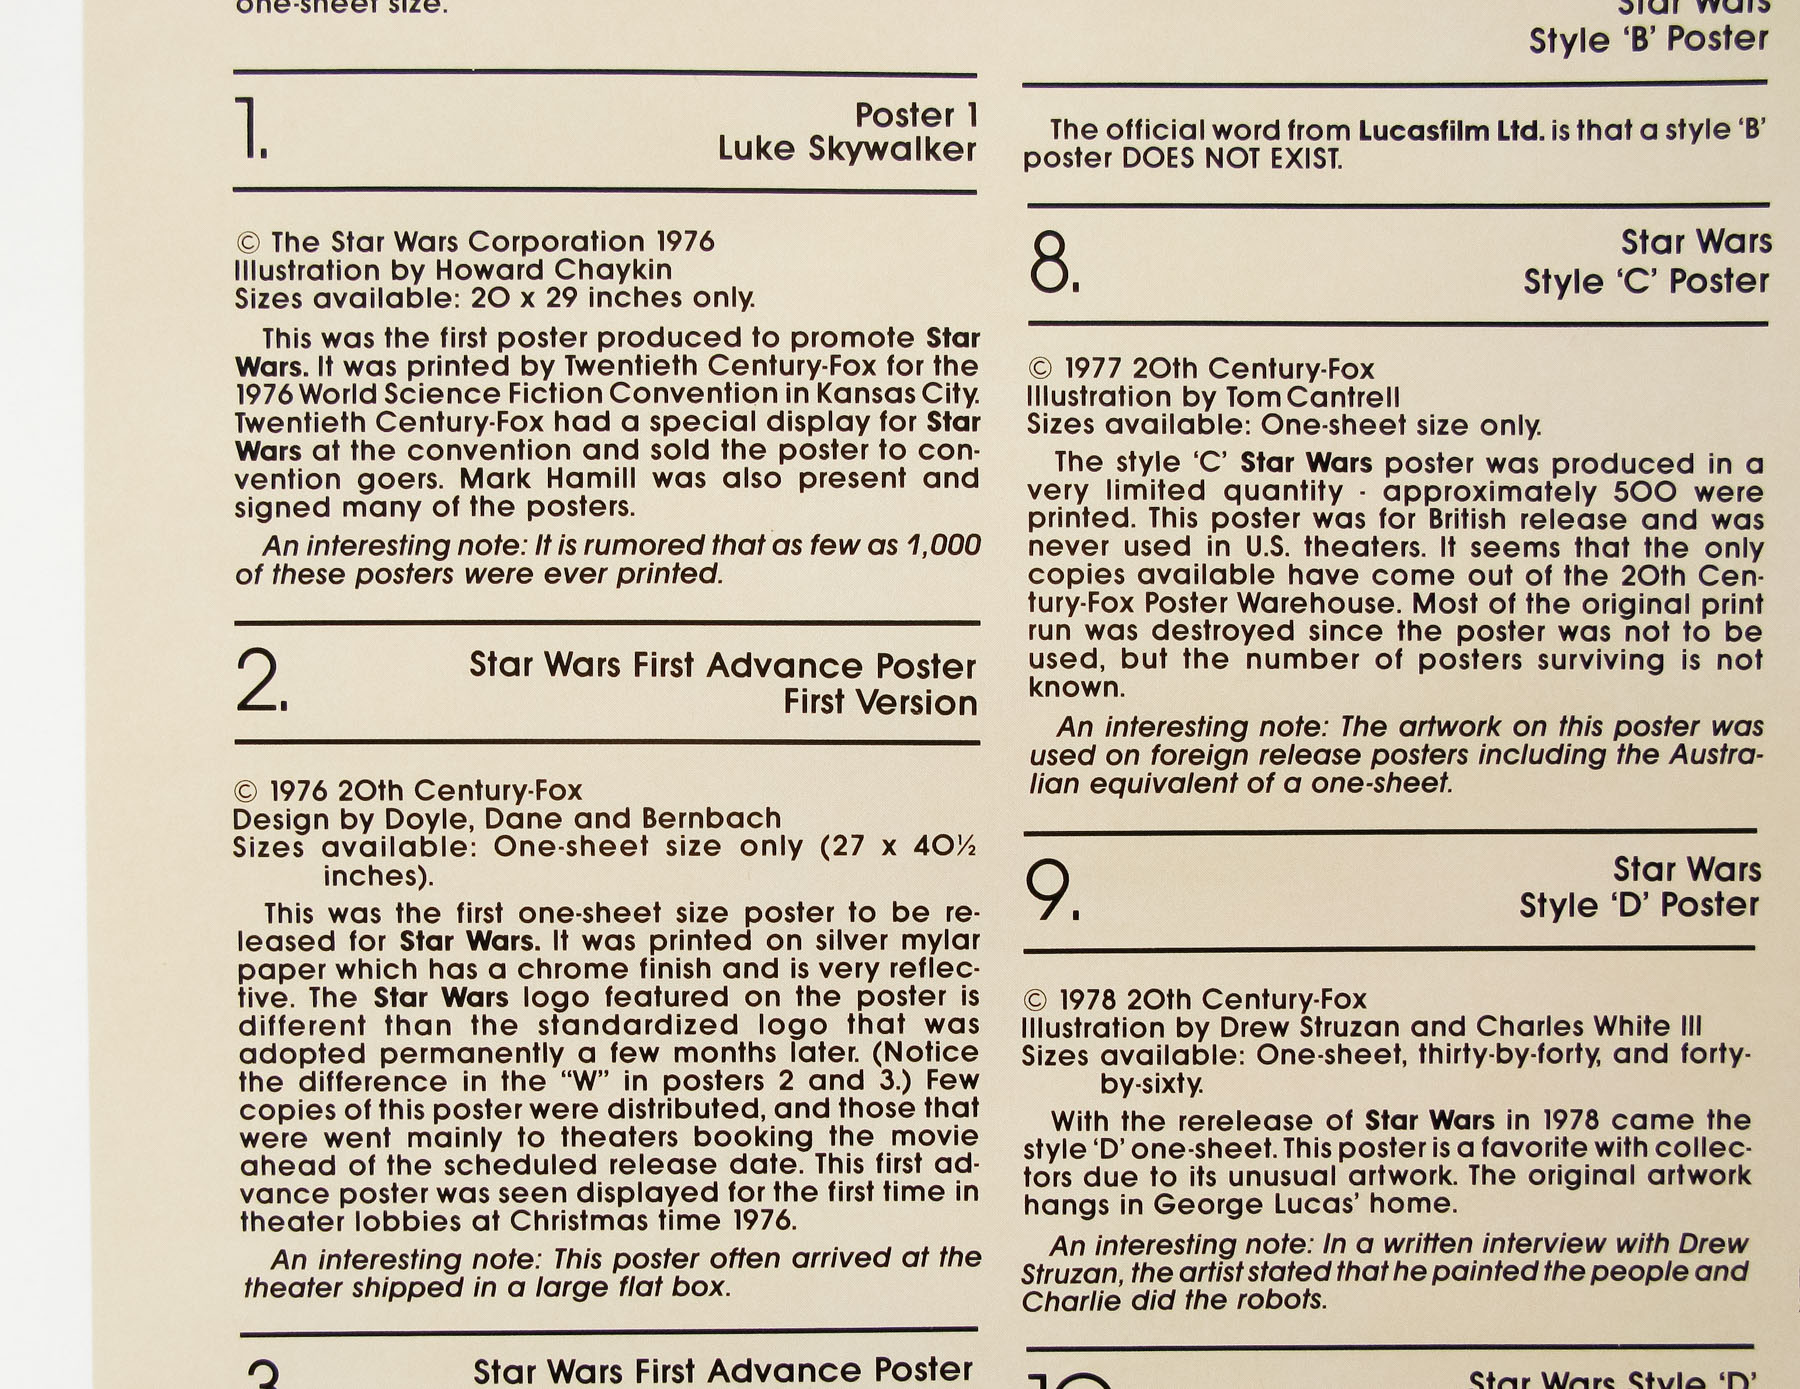 one-sheet size.
1.
Poster 1
Luke Skywalker
© The Star Wars Corporation 1976
Illustration by Howard Chaykin
Sizes available: 20 x 29 inches only.
This was the first poster produced to promote Star
Wars. It was printed by Twentieth Century-Fox for the
1976 World Science Fiction Convention in Kansas City.
Twentieth Century-Fox had a special display for Star
Wars at the convention and sold the poster to con-
vention goers. Mark Hamill was also present and
signed many of the posters.
An interesting note: It is rumored that as few as 1,000
of these posters were ever printed.
2.
Star Wars First Advance Poster
First Version
© 1976 20th Century-Fox
Design by Doyle, Dane and Bernbach
Sizes available: One-sheet size only (27 x 40½
inches).
This was the first one-sheet size poster to be re-
leased for Star Wars. It was printed on silver mylar
paper which has a chrome finish and is very reflec-
tive. The Star Wars logo featured on the poster is
different than the standardized logo that was
adopted permanently a few months later. (Notice
the difference in the “W” in posters 2 and 3.) Few
copies of this poster were distributed, and those that
were went mainly to theaters booking the movie
ahead of the scheduled release date. This first ad-
vance poster was seen displayed for the first time in
theater lobbies at Christmas time 1976.
An interesting note: This poster often arrived at the
theater shipped in a large flat box.
3.
Star Wars First Advance Poster
Star Wars
Style ‘B’ Poster
The official word from Lucasfilm Ltd. is that a style ‘B’
poster DOES NOT EXIST.
8.
Star Wars
Style ‘C’ Poster
© 1977 20th Century-Fox
Illustration by Tom Cantrell
Sizes available: One-sheet size only.
The style ‘C’ Star Wars poster was produced in a
very limited quantity - approximately 500 were
printed. This poster was for British release and was
never used in U.S. theaters. It seems that the only
copies available have come out of the 20th Cen-
tury-Fox Poster Warehouse. Most of the original print
run was destroyed since the poster was not to be
used, but the number of posters surviving is not
known.
An interesting note: The artwork on this poster was
used on foreign release posters including the Austra-
lian equivalent of a one-sheet.
9.
Star Wars
Style ‘D’ Poster
© 1978 20th Century-Fox
Illustration by Drew Struzan and Charles White III
Sizes available: One-sheet, thirty-by-forty, and forty-
by-sixty.
With the rerelease of Star Wars in 1978 came the
style ‘D’ one-sheet. This poster is a favorite with collec-
tors due to its unusual artwork. The original artwork
hangs in George Lucas’ home.
An interesting note: In a written interview with Drew
Struzan, the artist stated that he painted the people and
Charlie did the robots.
10
Star Wars Style ‘D’